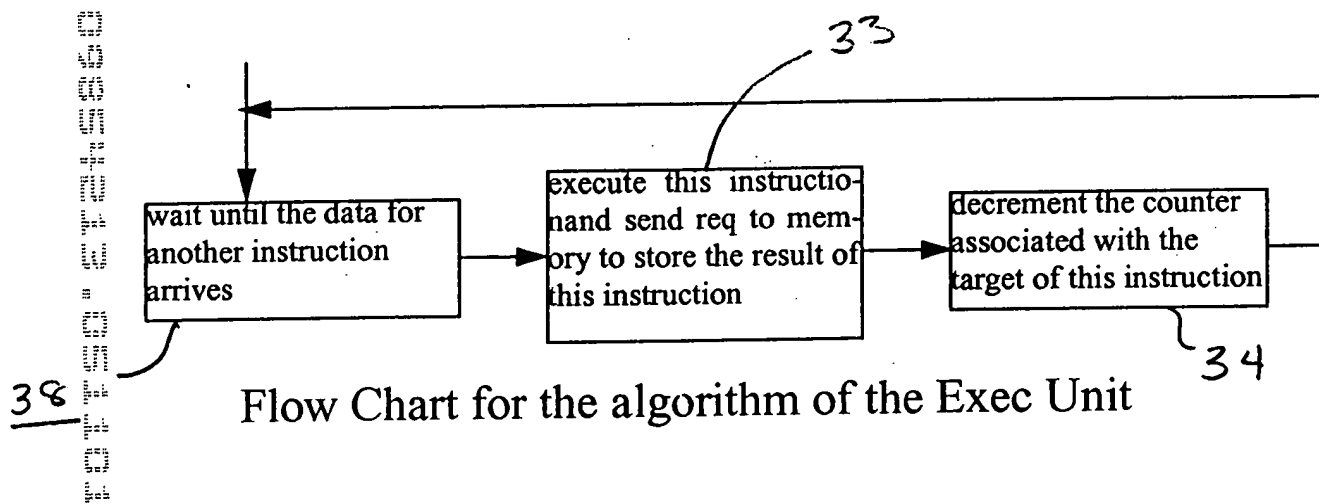 33
wait until the data for
another instruction
arrives
execute this instructio-
nand send req to mem-
ory to store the result of
this instruction
decrement the counter
associated with the
target of this instruction
38
34
Flow Chart for the algorithm of the Exec Unit